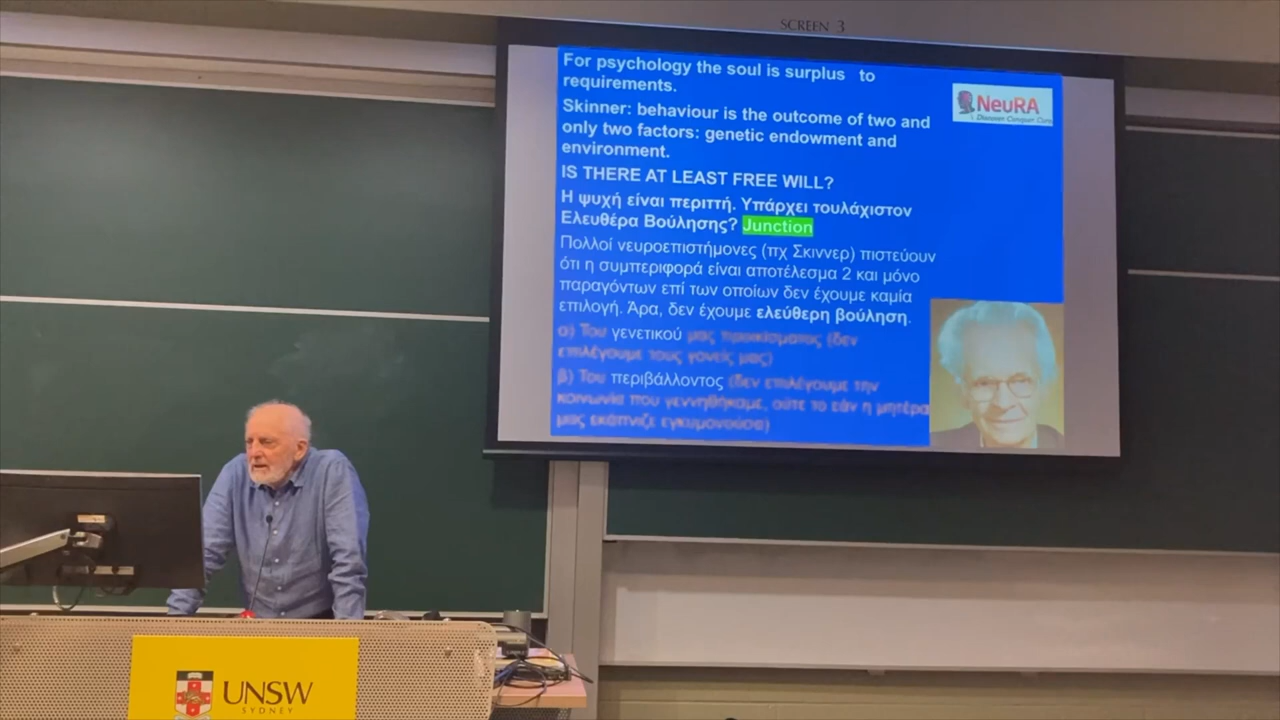 SCREEN 3
For psychology the soul is surplus to
requirements.
NeuRA
Discover Conquer Cure
Skinner: behaviour is the outcome of two and
only two factors: genetic endowment and
environment.
IS THERE AT LEAST FREE WILL?
Η ψυχή είναι περιττή. Υπάρχει τουλάχιστον
Ελευθέρα Βούλησης? Junction
Πολλοί νευροεπιστήμονες (πχ Σκιννερ) πιστεύουν
ότι η συμπεριφορά είναι αποτέλεσμα 2 και μόνο
παραγόντων επί των οποίων δεν έχουμε καμία
επιλογή. Άρα, δεν έχουμε ελεύθερη βούληση.
α) Του γενετικού μας προικίσματος (δεν
επιλέγουμε τους γονείς μας)
β) Του περιβάλλοντος (δεν επιλέγουμε την
κοινωνία που γεννηθήκαμε, ούτε το εάν η μητέρα
μας εκάπνιζε εγκυμονούσα)
UNSW
SYDNEY